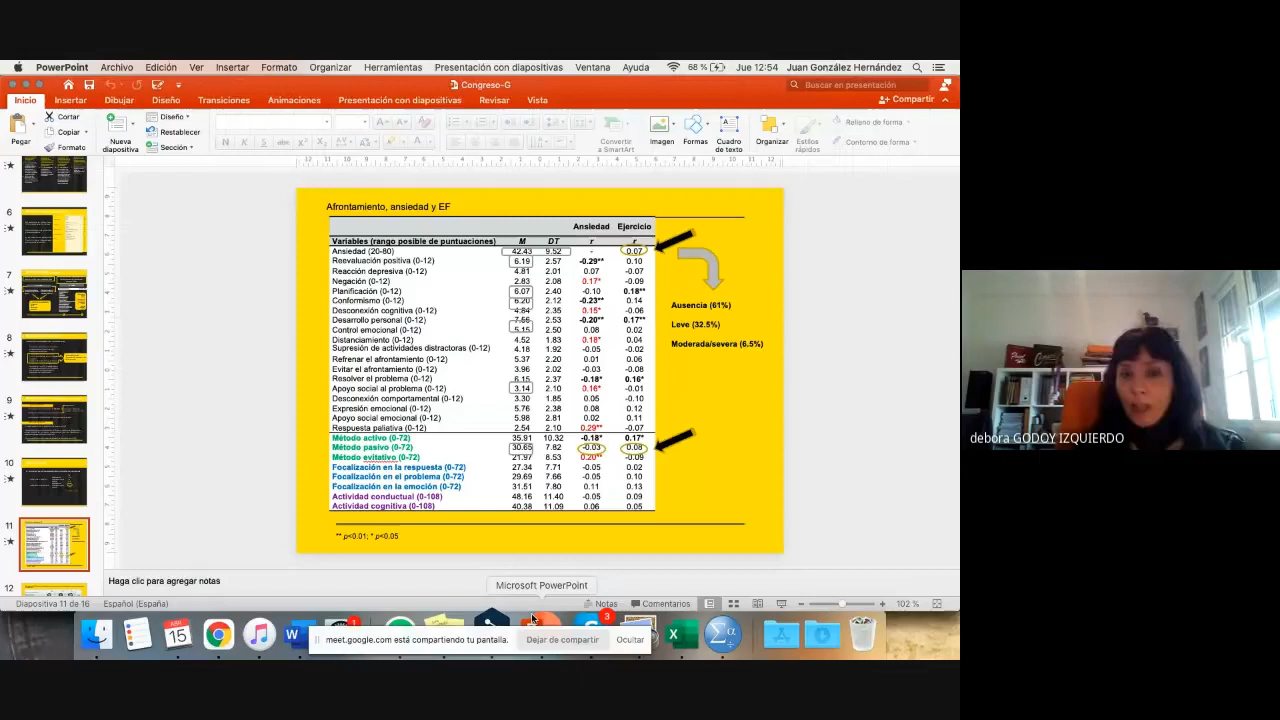 PowerPoint Archivo Edición Ver Insertar Formato Organizar Herramientas Presentación con diapositivas Ventana Ayuda 68 % Jue 12:54 Juan González Hernández
Congreso-G
Buscar en presentación
Inicio Insertar Dibujar Diseño Transiciones Animaciones Presentación con diapositivas Revisar Vista Compartir
Pegar
Cortar
Copiar
Formato
Nueva diapositiva
Diseño
Restablecer
Sección
Convertir a SmartArt
Imagen
Formas
Cuadro de texto
Organizar
Estilos rápidos
Relleno de forma
Contorno de forma
6
7
8
9
10
11
12
Afrontamiento, ansiedad y EF
Ansiedad Ejercicio
Variables (rango posible de puntuaciones) M DT r r
Ansiedad (20-80) 42.43 9.52 - 0.07
Reevaluación positiva (0-12) 6.19 2.57 -0.29** 0.10
Reacción depresiva (0-12) 4.81 2.01 0.07 -0.07
Negación (0-12) 2.83 2.08 0.17* -0.09
Planificación (0-12) 6.07 2.40 -0.10 0.18**
Conformismo (0-12) 6.20 2.12 -0.23** 0.14
Desconexión cognitiva (0-12) 4.84 2.35 0.15* -0.06
Desarrollo personal (0-12) 7.56 2.53 -0.20** 0.17**
Control emocional (0-12) 5.15 2.51 0.08 0.02
Distanciamiento (0-12) 4.52 1.83 0.18* 0.04
Supresión de actividades distractoras (0-12) 4.18 1.92 -0.05 -0.02
Refrenar el afrontamiento (0-12) 5.37 2.20 0.01 0.06
Evitar el afrontamiento (0-12) 3.96 2.02 -0.03 -0.08
Resolver el problema (0-12) 6.15 2.37 -0.18* 0.16*
Apoyo social al problema (0-12) 3.14 2.10 0.16* -0.01
Desconexión comportamental (0-12) 3.30 1.85 0.05 -0.10
Expresión emocional (0-12) 5.76 2.38 0.08 0.12
Apoyo social emocional (0-12) 5.98 2.81 0.02 0.11
Respuesta paliativa (0-12) 2.54 2.10 0.29** -0.07
Método activo (0-72) 35.91 10.32 -0.18* 0.17*
Método pasivo (0-72) 30.65 7.82 -0.03 0.08
Método evitativo (0-72) 21.97 8.53 0.20** -0.09
Focalización en la respuesta (0-72) 27.34 7.71 -0.05 0.02
Focalización en el problema (0-72) 29.69 7.66 -0.05 0.10
Focalización en la emoción (0-72) 31.51 7.80 0.11 0.13
Actividad conductual (0-108) 48.16 11.40 -0.05 0.09
Actividad cognitiva (0-108) 40.38 11.09 0.06 0.05
** p<0.01; * p<0.05
Ausencia (61%)
Leve (32.5%)
Moderada/severa (6.5%)
debora GODOY IZQUIERDO
Haga clic para agregar notas
Microsoft PowerPoint
Diapositiva 11 de 16 Español (España) Notas Comentarios 102 %
ABR
15
1
3
meet.google.com está compartiendo tu pantalla. Dejar de compartir Ocultar